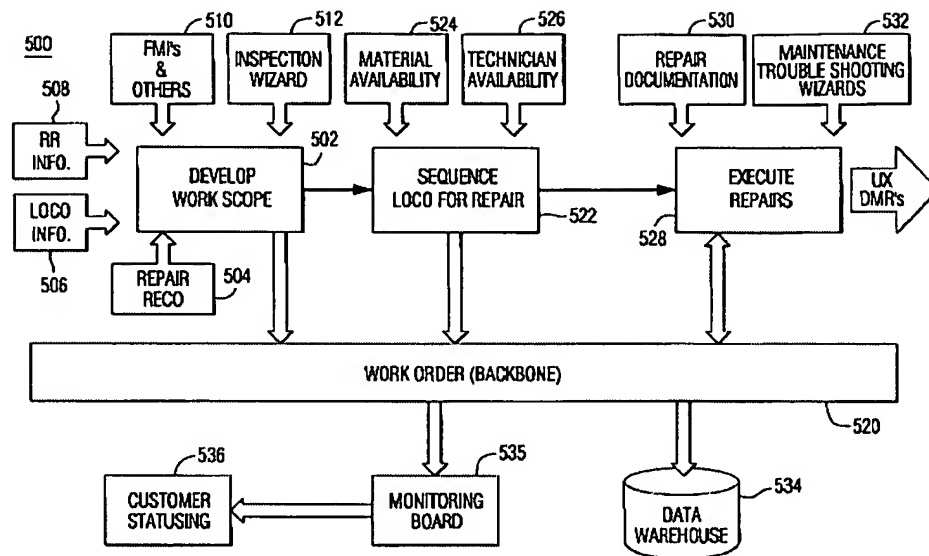 500
510
FMI's
&
OTHERS
512
INSPECTION
WIZARD
524
MATERIAL
AVAILABILITY
526
TECHNICIAN
AVAILABILITY
530
REPAIR
DOCUMENTATION
532
MAINTENANCE
TROUBLE SHOOTING
WIZARDS
508
RR
INFO.
LOCO
INFO.
506
502
DEVELOP
WORK SCOPE
SEQUENCE
LOCO FOR REPAIR
522
EXECUTE
REPAIRS
528
UX
DMR's
REPAIR
RECO
504
WORK ORDER (BACKBONE)
520
536
CUSTOMER
STATUSING
535
MONITORING
BOARD
534
DATA
WAREHOUSE